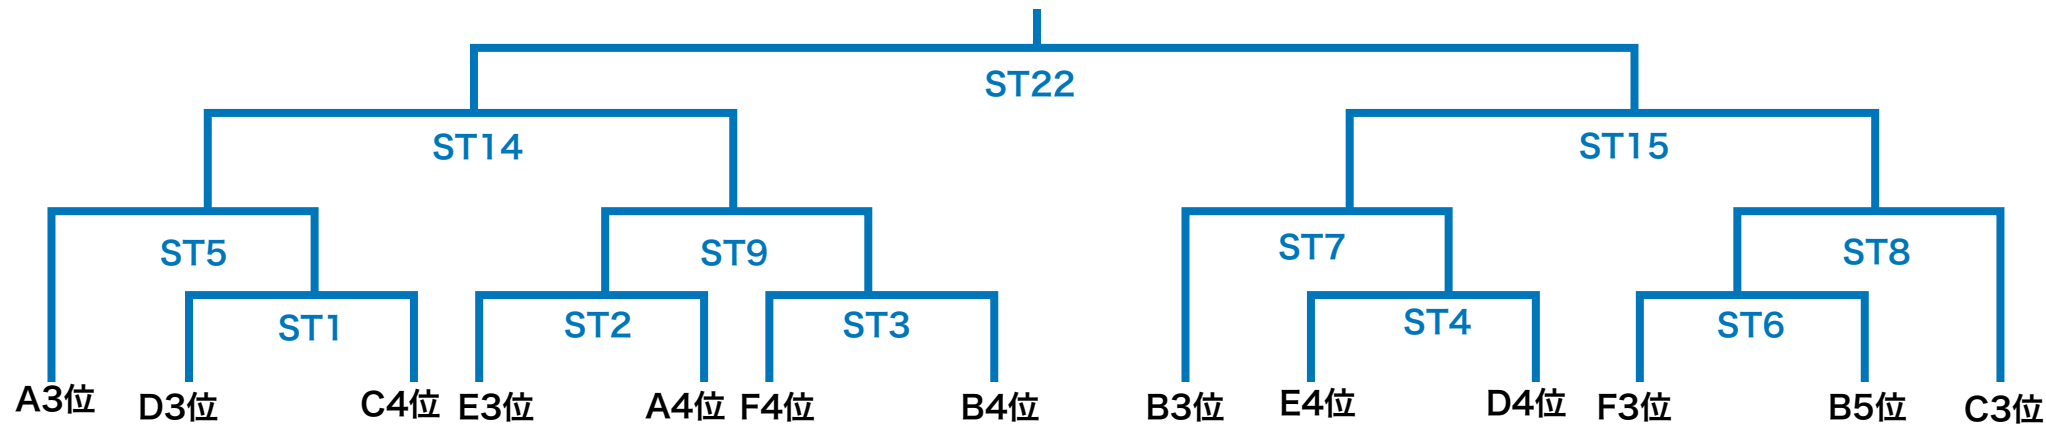 ST22
ST14
ST15
ST5
ST9
ST7
ST8
ST1
ST2
ST3
ST4
ST6
A3位
D3位
C4位
E3位
A4位
F4位
B4位
B3位
E4位
D4位
F3位
B5位
C3位